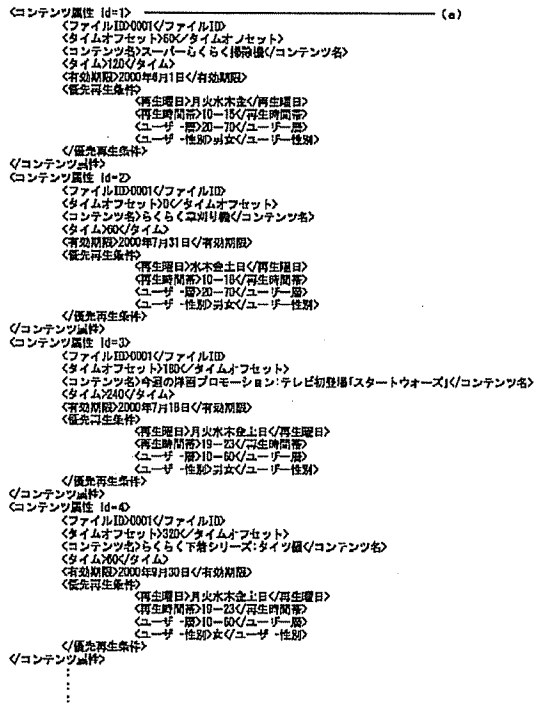 <コンテンツ属性 id=1> (a)
<ファイルID>0001</ファイルID>
<タイムオフセット>60</タイムオフセット>
<コンテンツ名>スーパーらくらく掃除機</コンテンツ名>
<タイム>120</タイム>
<有効期限>2000年6月1日</有効期限>
<優先再生条件>
<再生曜日>月火水木金</再生曜日>
<再生時間帯>10-15</再生時間帯>
<ユーザー層>20-70</ユーザー層>
<ユーザー性別>男女</ユーザー性別>
</優先再生条件>
</コンテンツ属性>
<コンテンツ属性 id=2>
<ファイルID>0001</ファイルID>
<タイムオフセット>0</タイムオフセット>
<コンテンツ名>らくらく草刈り機</コンテンツ名>
<タイム>60</タイム>
<有効期限>2000年7月31日</有効期限>
<優先再生条件>
<再生曜日>水木金土日</再生曜日>
<再生時間帯>10-18</再生時間帯>
<ユーザー層>20-70</ユーザー層>
<ユーザー性別>男女</ユーザー性別>
</優先再生条件>
</コンテンツ属性>
<コンテンツ属性 id=3>
<ファイルID>0001</ファイルID>
<タイムオフセット>180</タイムオフセット>
<コンテンツ名>今週の洋画プロモーション:テレビ初登場「スタートウォーズ」</コンテンツ名>
<タイム>240</タイム>
<有効期限>2000年7月18日</有効期限>
<優先再生条件>
<再生曜日>月火水木金土日</再生曜日>
<再生時間帯>19-23</再生時間帯>
<ユーザー層>10-60</ユーザー層>
<ユーザー性別>男女</ユーザー性別>
</優先再生条件>
</コンテンツ属性>
<コンテンツ属性 id=4>
<ファイルID>0001</ファイルID>
<タイムオフセット>320</タイムオフセット>
<コンテンツ名>らくらく下着シリーズ:タイツ編</コンテンツ名>
<タイム>60</タイム>
<有効期限>2000年9月30日</有効期限>
<優先再生条件>
<再生曜日>月火水木金土日</再生曜日>
<再生時間帯>19-23</再生時間帯>
<ユーザー層>10-60</ユーザー層>
<ユーザー性別>女</ユーザー性別>
</優先再生条件>
</コンテンツ属性>